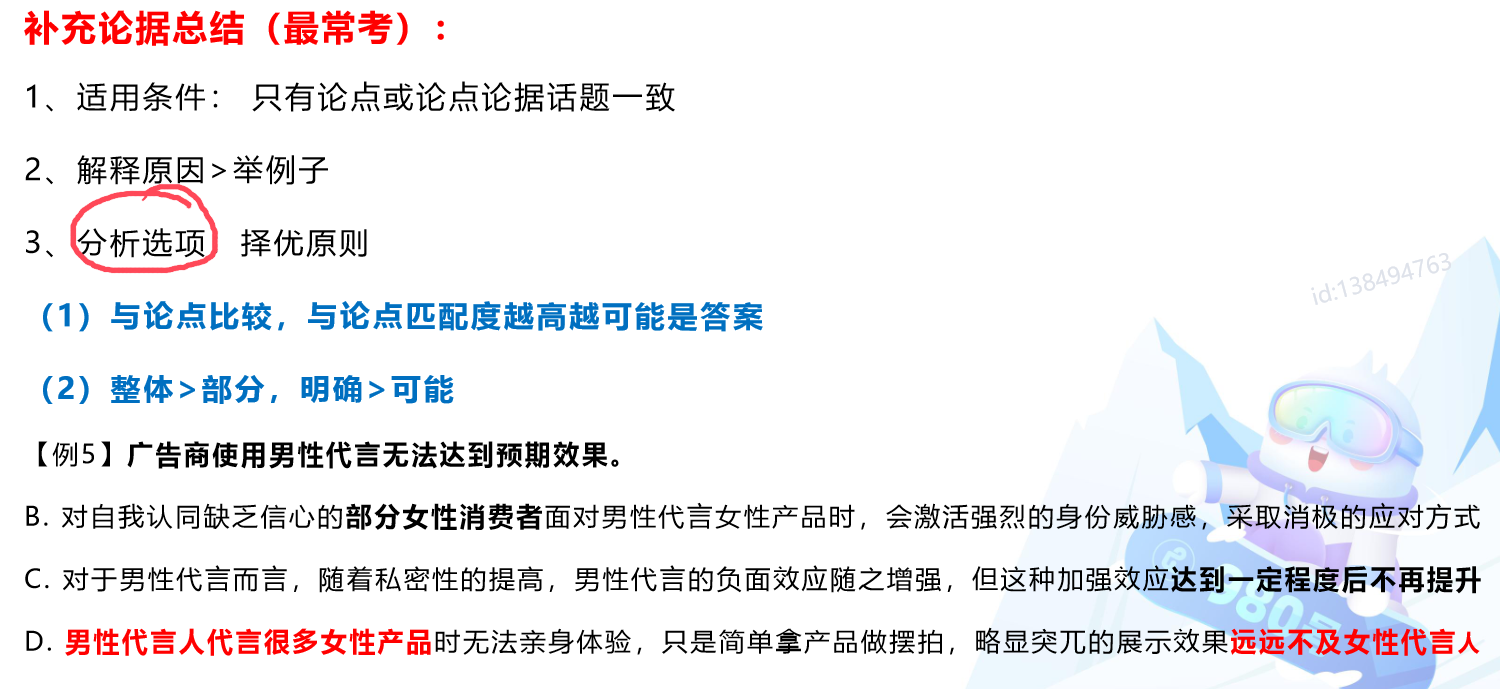 补充论据总结（最常考）：
1、适用条件： 只有论点或论点论据话题一致
2、解释原因>举例子
3、分析选项 择优原则
id:138494763
（1）与论点比较，与论点匹配度越高越可能是答案
（2）整体>部分，明确>可能
【例5】广告商使用男性代言无法达到预期效果。
B. 对自我认同缺乏信心的部分女性消费者面对男性代言女性产品时，会激活强烈的身份威胁感，采取消极的应对方式
C. 对于男性代言而言，随着私密性的提高，男性代言的负面效应随之增强，但这种加强效应达到一定程度后不再提升
D. 男性代言人代言很多女性产品时无法亲身体验，只是简单拿产品做摆拍，略显突兀的展示效果远远不及女性代言人